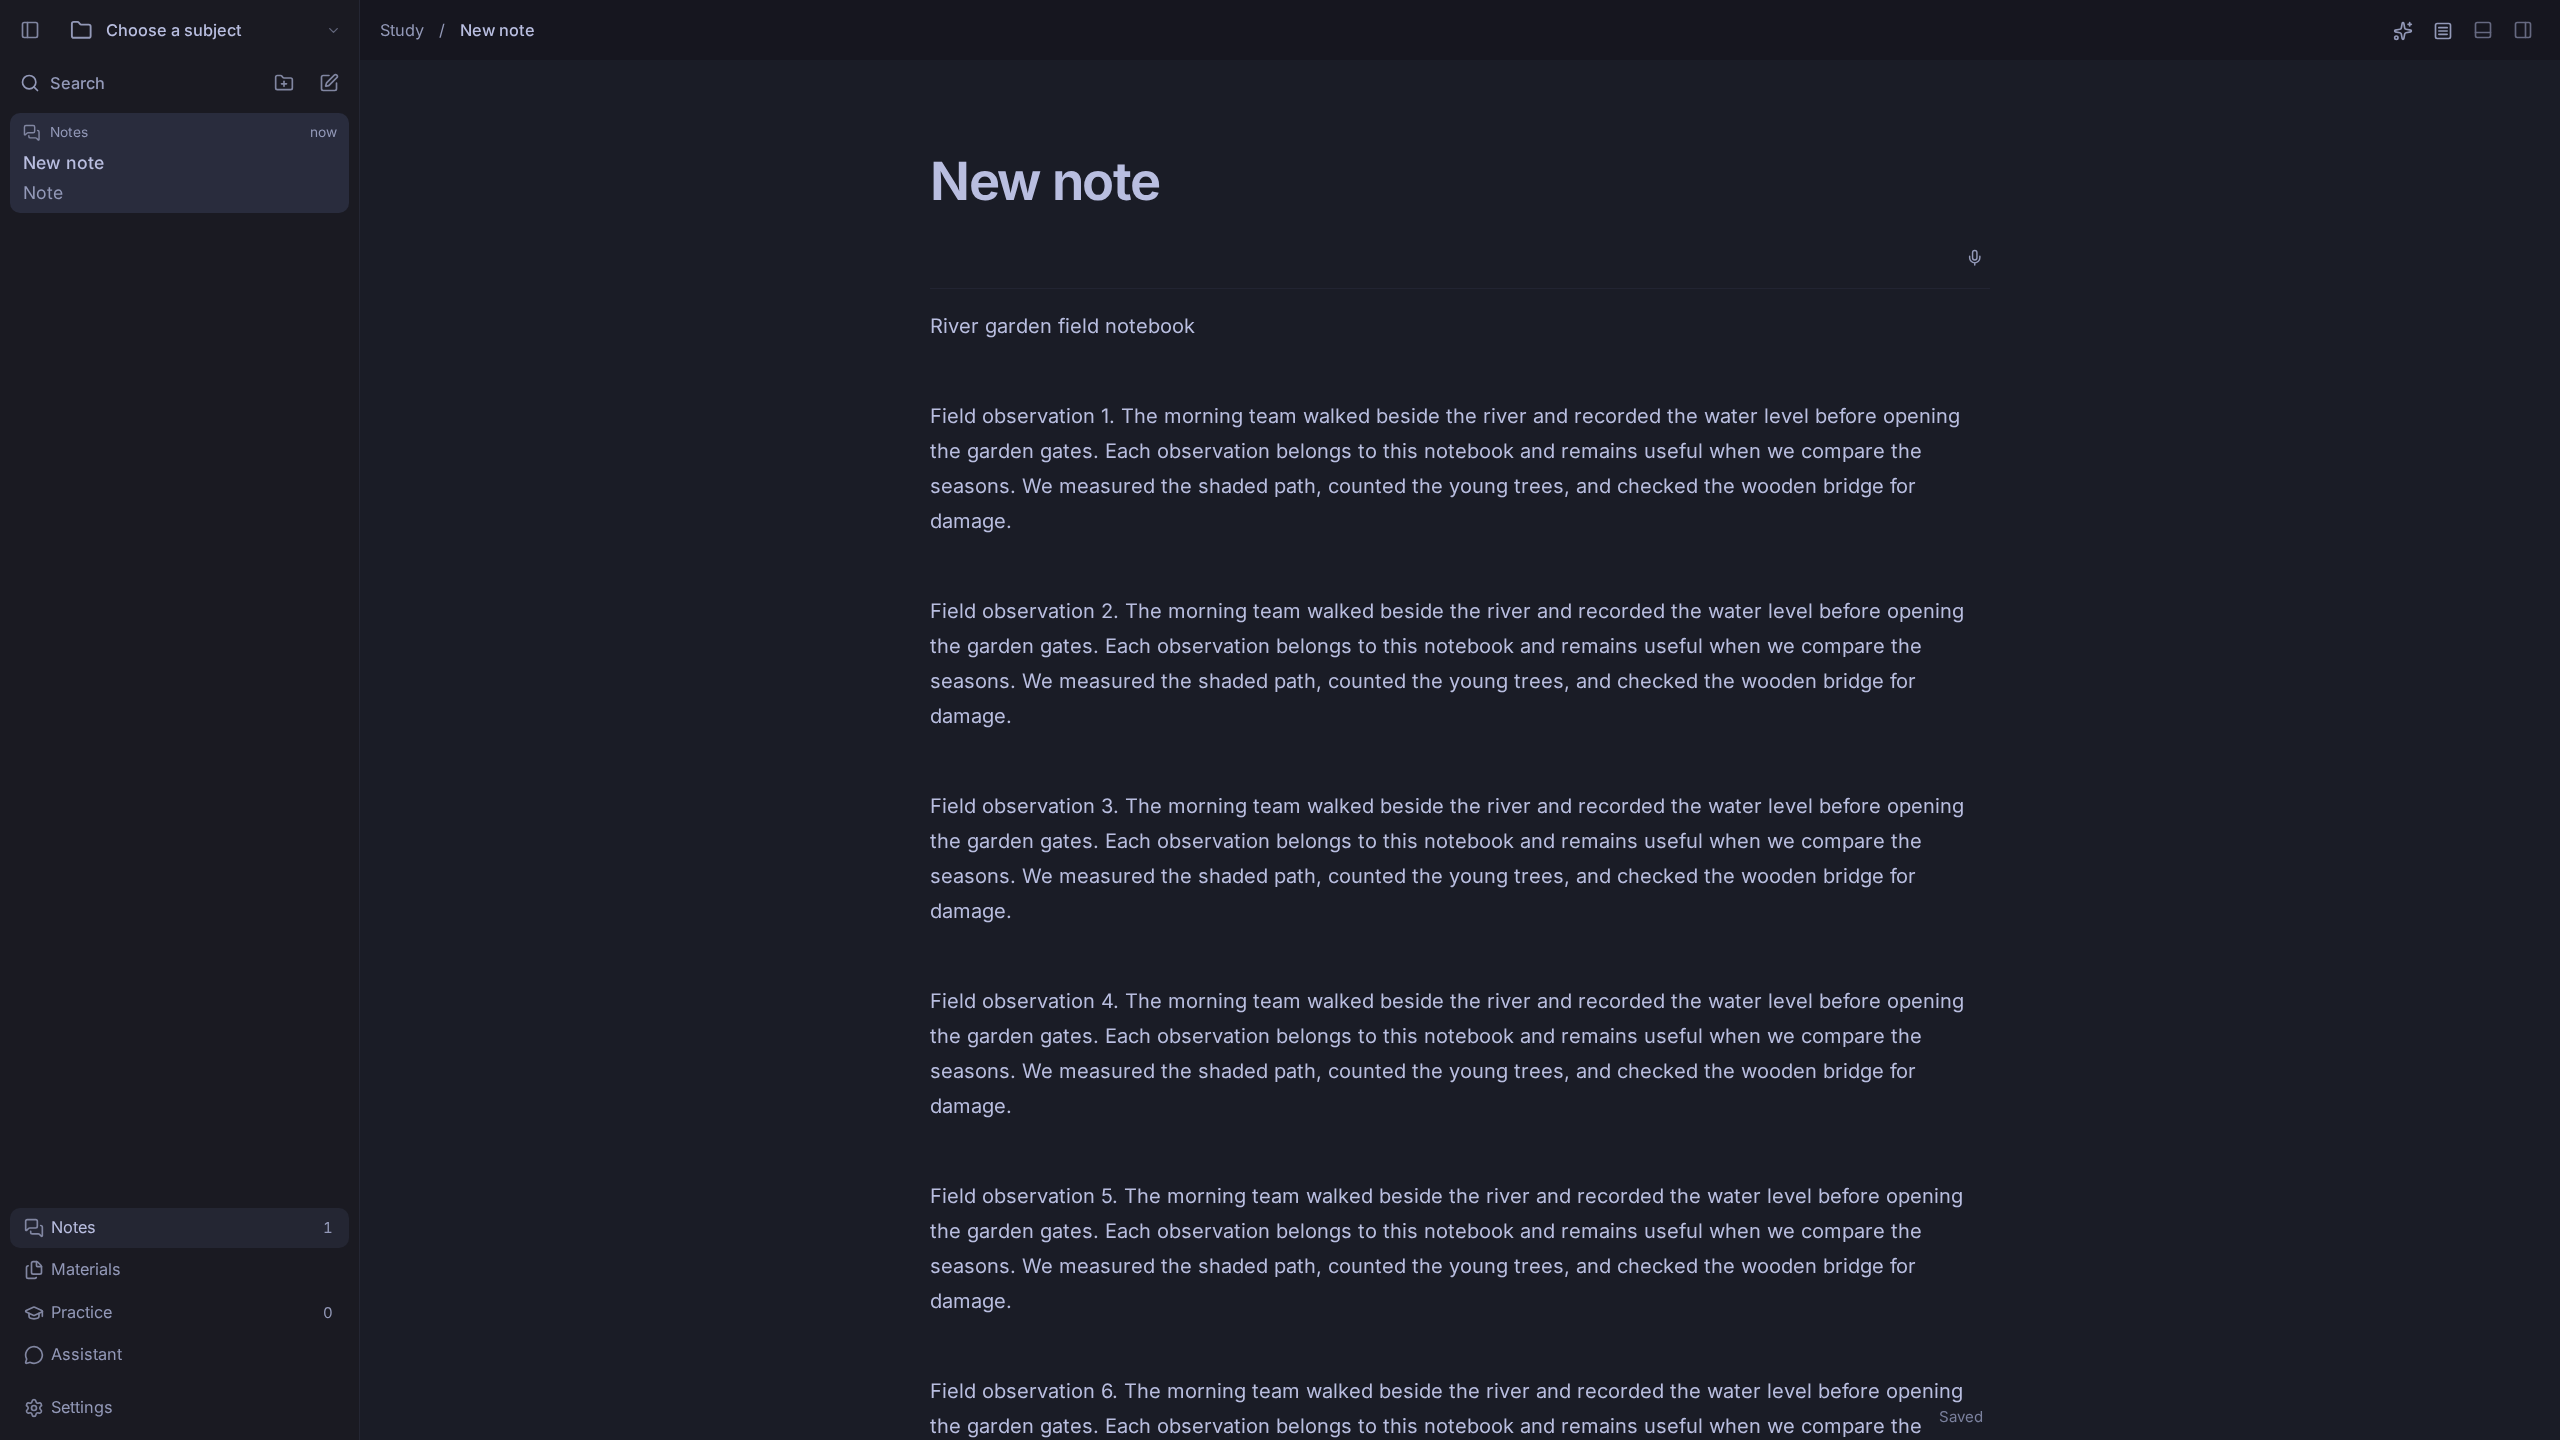 Choose a subject
Search
Notes now
New note
Note
Notes 1
Materials
Practice 0
Assistant
Settings
Study / New note
New note
River garden field notebook
Field observation 1. The morning team walked beside the river and recorded the water level before opening
the garden gates. Each observation belongs to this notebook and remains useful when we compare the
seasons. We measured the shaded path, counted the young trees, and checked the wooden bridge for
damage.
Field observation 2. The morning team walked beside the river and recorded the water level before opening
the garden gates. Each observation belongs to this notebook and remains useful when we compare the
seasons. We measured the shaded path, counted the young trees, and checked the wooden bridge for
damage.
Field observation 3. The morning team walked beside the river and recorded the water level before opening
the garden gates. Each observation belongs to this notebook and remains useful when we compare the
seasons. We measured the shaded path, counted the young trees, and checked the wooden bridge for
damage.
Field observation 4. The morning team walked beside the river and recorded the water level before opening
the garden gates. Each observation belongs to this notebook and remains useful when we compare the
seasons. We measured the shaded path, counted the young trees, and checked the wooden bridge for
damage.
Field observation 5. The morning team walked beside the river and recorded the water level before opening
the garden gates. Each observation belongs to this notebook and remains useful when we compare the
seasons. We measured the shaded path, counted the young trees, and checked the wooden bridge for
damage.
Field observation 6. The morning team walked beside the river and recorded the water level before opening
the garden gates. Each observation belongs to this notebook and remains useful when we compare the
Saved